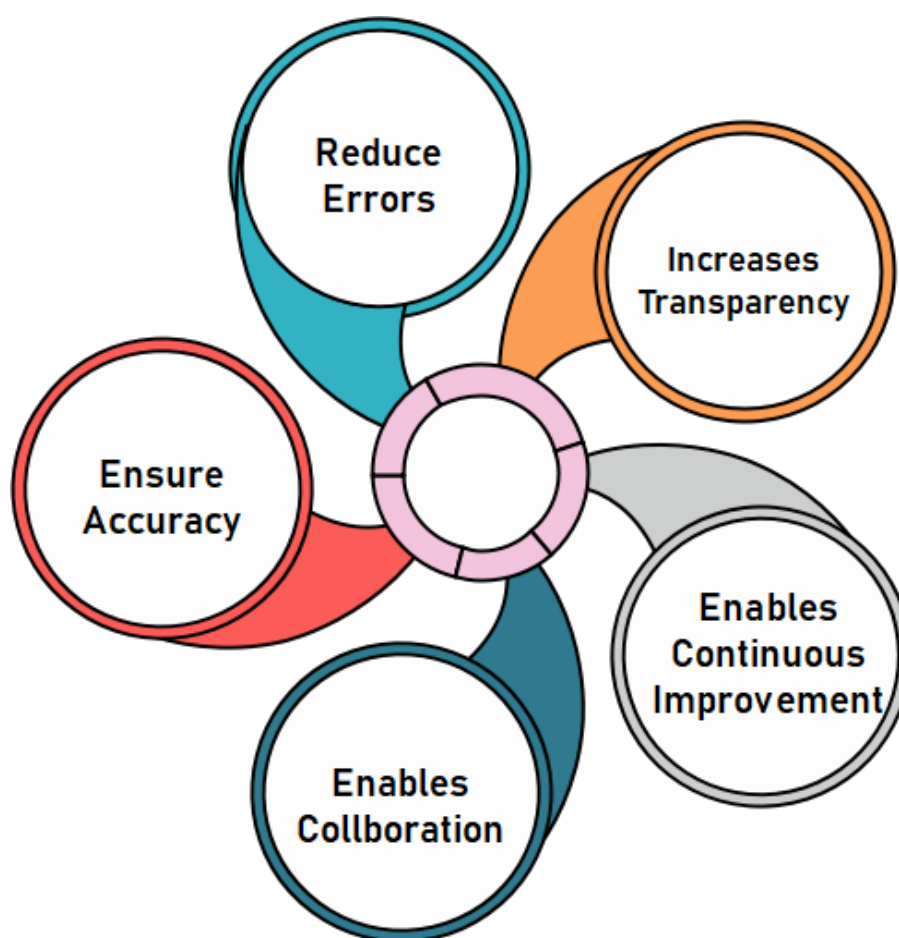 Reduce
Errors
Increases
Transparency
Ensure
Accuracy
Enables
Continuous
Improvement
Enables
Collboration